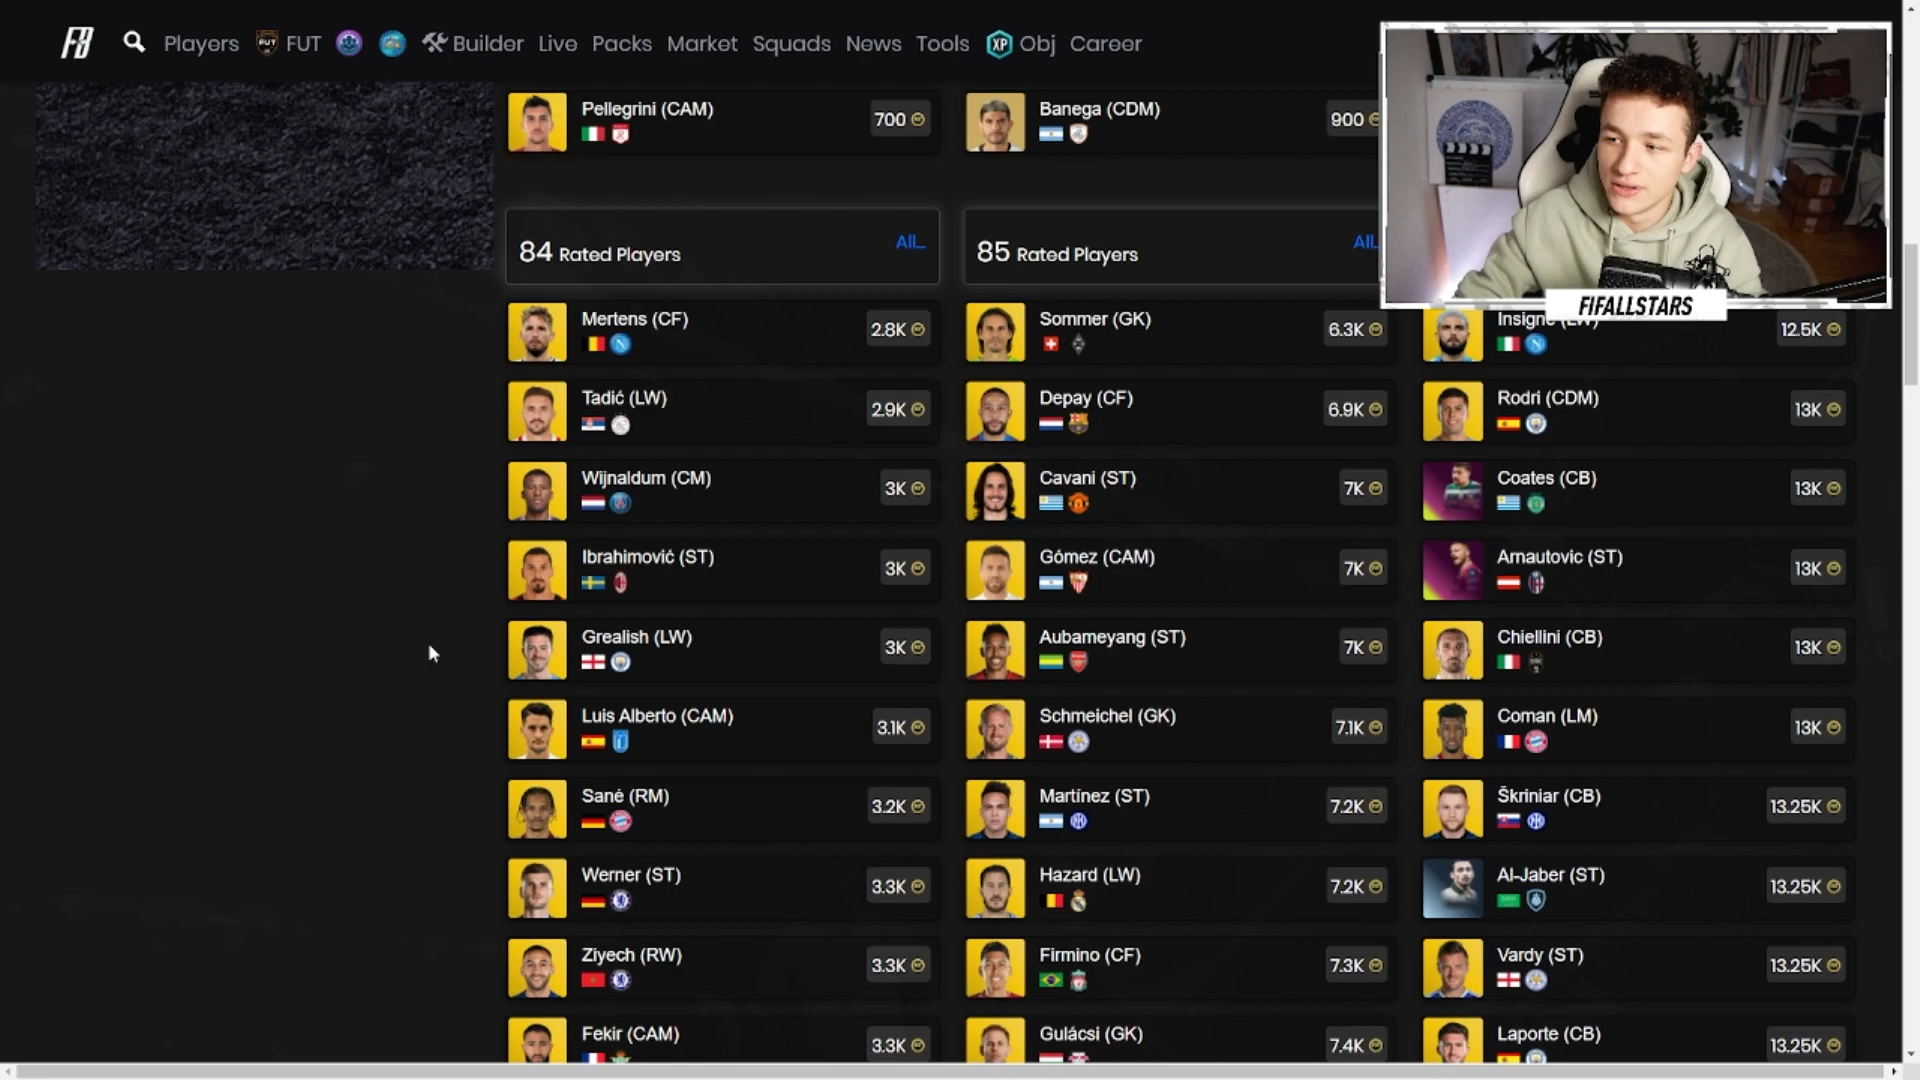 Players FUT Builder Live Packs Market Squads News Tools XP Obj Career
Pellegrini (CAM) 700
Banega (CDM) 900
84 Rated Players All...
Mertens (CF) 2.8K
Tadić (LW) 2.9K
Wijnaldum (CM) 3K
Ibrahimović (ST) 3K
Grealish (LW) 3K
Luis Alberto (CAM) 3.1K
Sané (RM) 3.2K
Werner (ST) 3.3K
Ziyech (RW) 3.3K
Fekir (CAM) 3.3K
85 Rated Players All
Sommer (GK) 6.3K
Depay (CF) 6.9K
Cavani (ST) 7K
Gómez (CAM) 7K
Aubameyang (ST) 7K
Schmeichel (GK) 7.1K
Martínez (ST) 7.2K
Hazard (LW) 7.2K
Firmino (CF) 7.3K
Gulácsi (GK) 7.4K
FIFALLSTARS
Insigne (LW) 12.5K
Rodri (CDM) 13K
Coates (CB) 13K
Arnautovic (ST) 13K
Chiellini (CB) 13K
Coman (LM) 13K
Škriniar (CB) 13.25K
Al-Jaber (ST) 13.25K
Vardy (ST) 13.25K
Laporte (CB) 13.25K